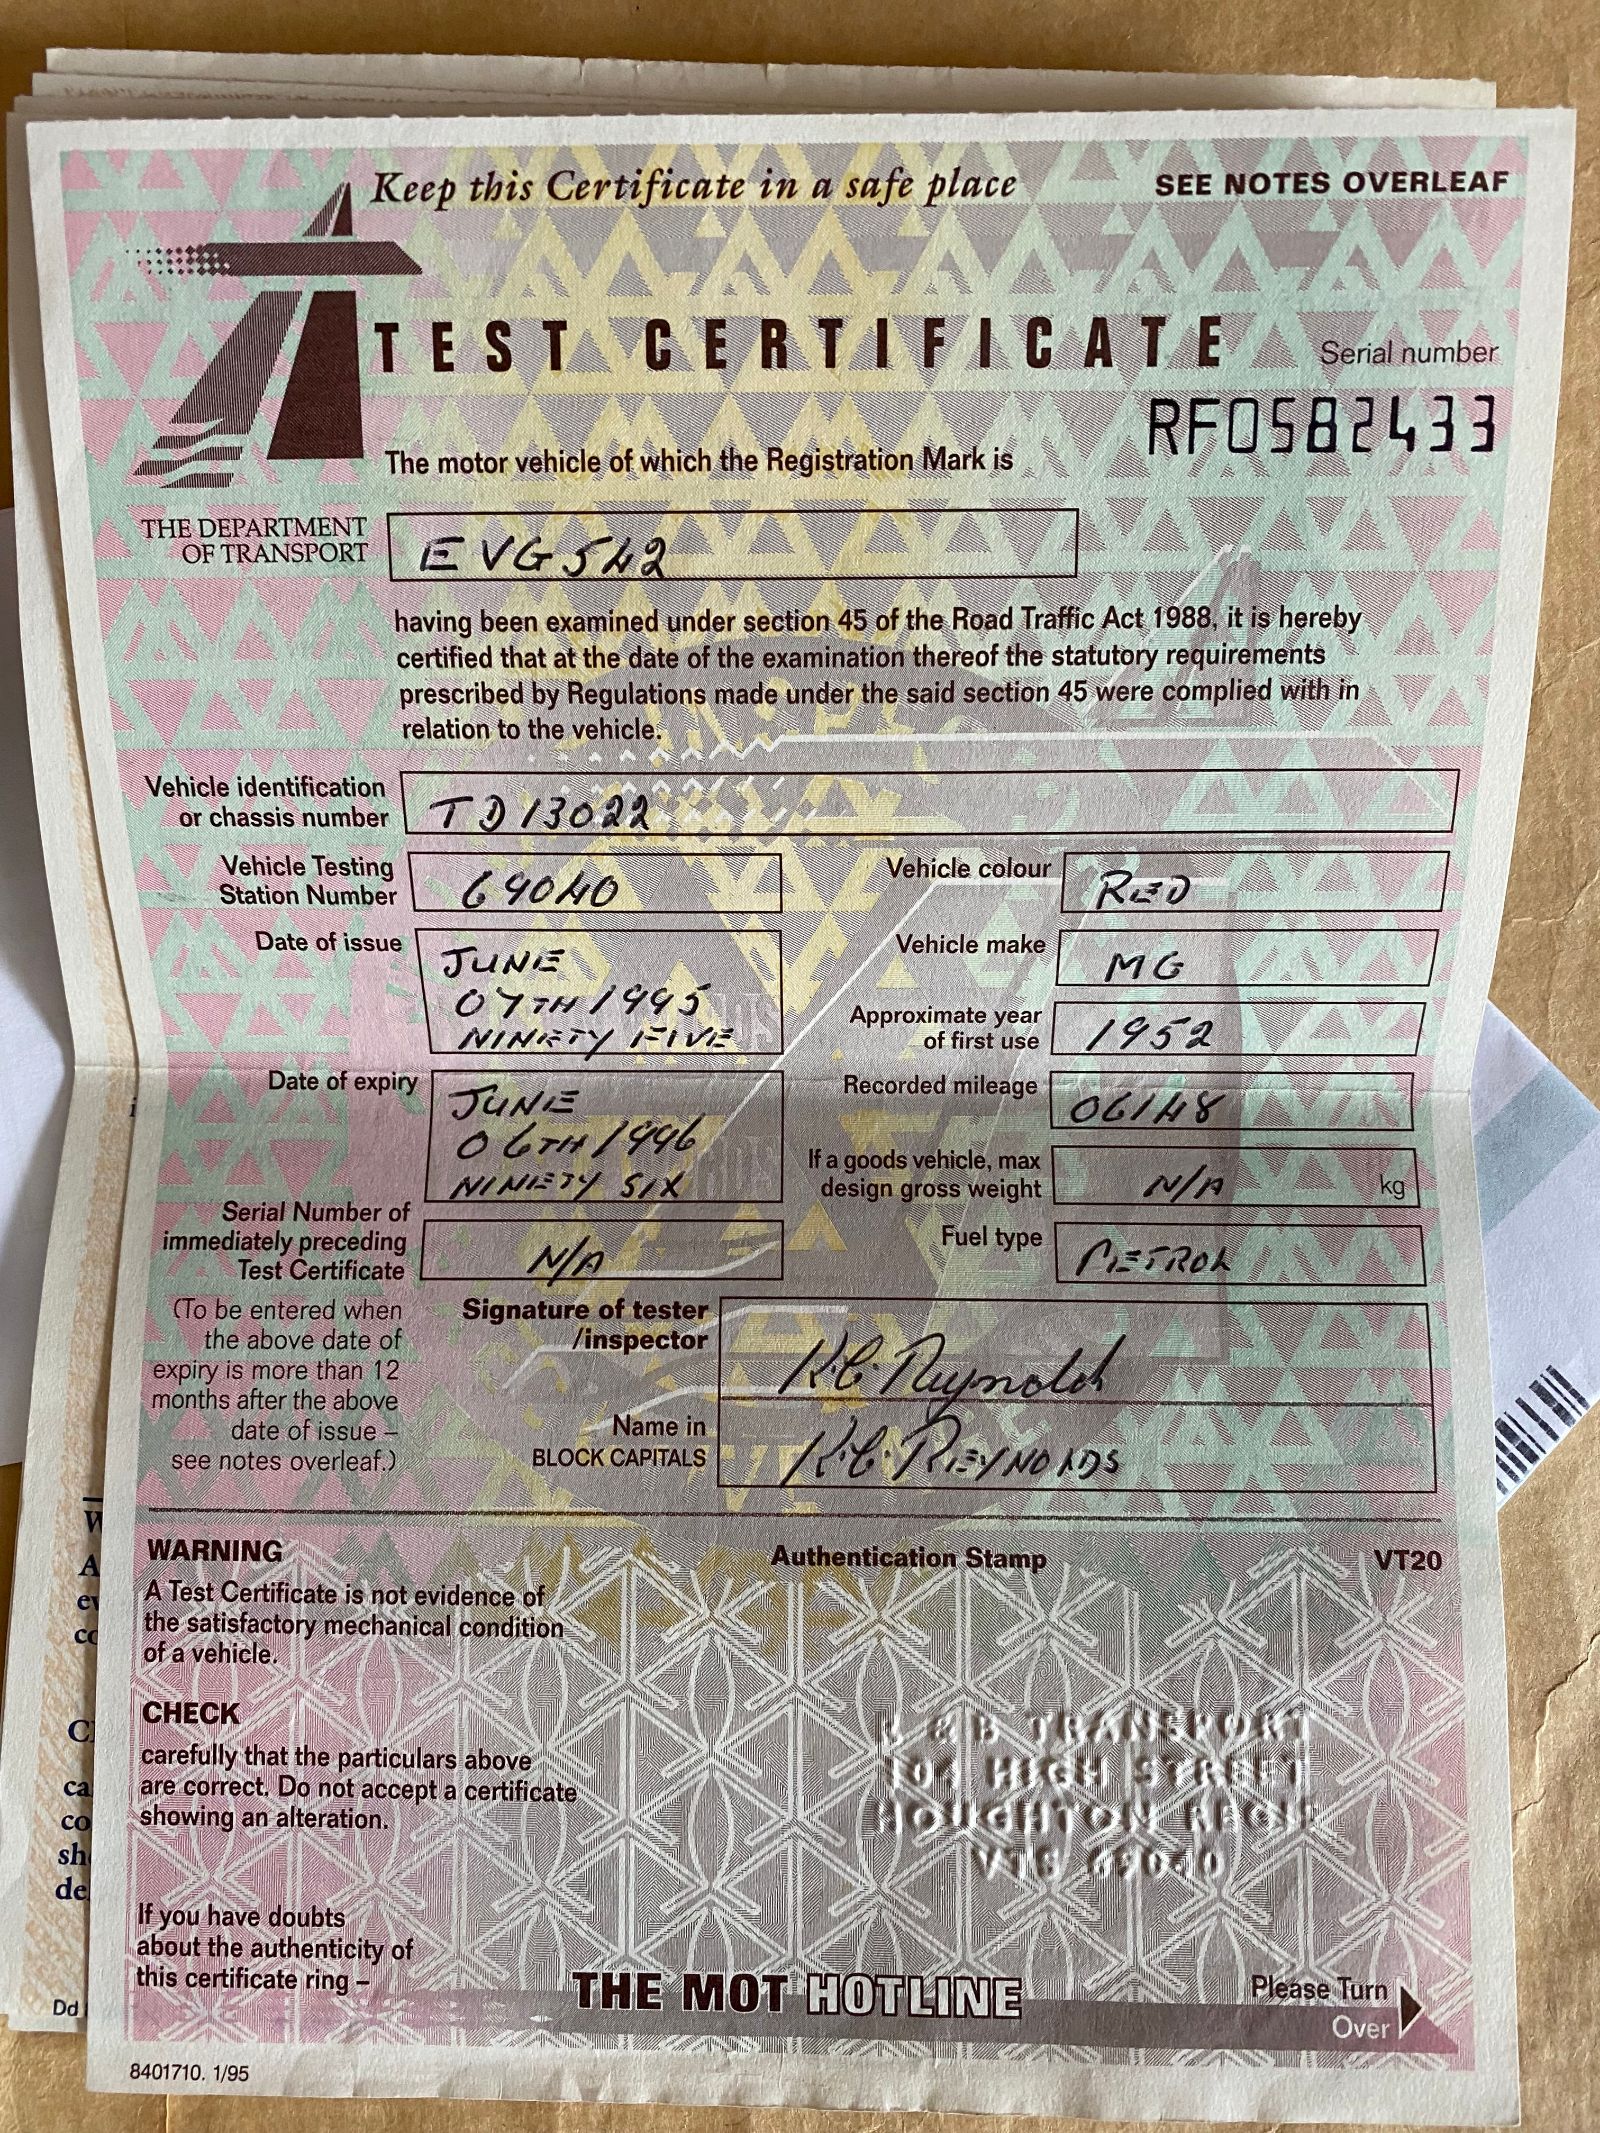 Keep this Certificate in a safe place
SEE NOTES OVERLEAF
TEST CERTIFICATE
Serial number
RF0582433
The motor vehicle of which the Registration Mark is
THE DEPARTMENT
OF TRANSPORT
EVG 542
having been examined under section 45 of the Road Traffic Act 1988, it is hereby
certified that at the date of the examination thereof the statutory requirements
prescribed by Regulations made under the said section 45 were complied with in
relation to the vehicle.
Vehicle identification
or chassis number
TD13022
Vehicle Testing
Station Number
69040
Vehicle colour
RED
Date of issue
JUNE
07TH 1995
NINETY FIVE
Vehicle make
MG
Approximate year
of first use
1952
Date of expiry
JUNE
06TH 1996
NINETY SIX
Recorded mileage
06148
If a goods vehicle, max
design gross weight
N/A
kg
Serial Number of
immediately preceding
Test Certificate
N/A
Fuel type
PETROL
(To be entered when
the above date of
expiry is more than 12
months after the above
date of issue –
see notes overleaf.)
Signature of tester
/inspector
K.C. Reynolds
Name in
BLOCK CAPITALS
K.C. REYNOLDS
WARNING
A Test Certificate is not evidence of
the satisfactory mechanical condition
of a vehicle.
Authentication Stamp
VT20
CHECK
carefully that the particulars above
are correct. Do not accept a certificate
showing an alteration.
& B TRANSPORT
HIGH STREET
HOUGHTON REGIS
VTS 69040
If you have doubts
about the authenticity of
this certificate ring –
THE MOT HOTLINE
Please Turn
Over
8401710. 1/95
Dd